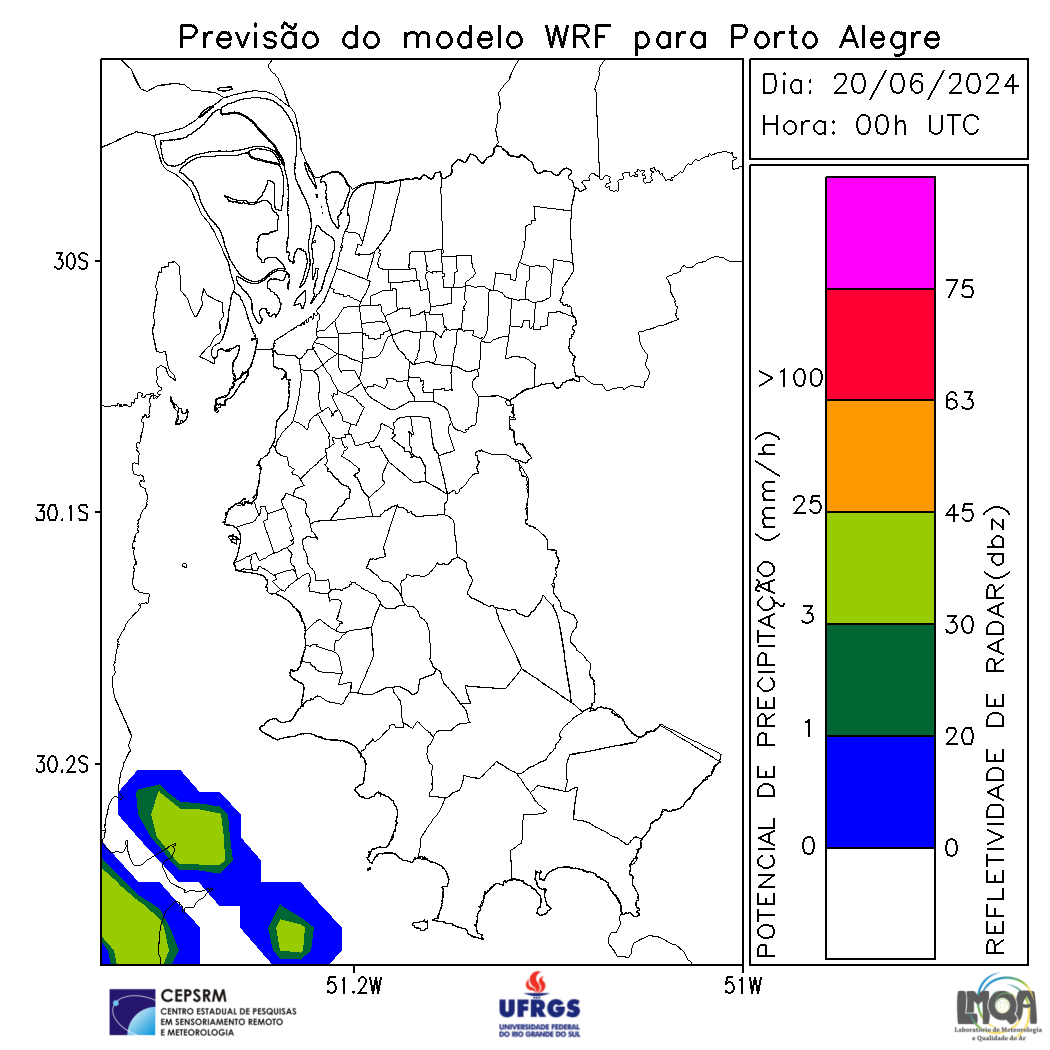 Previsão do modelo WRF para Porto Alegre
Dia: 20/06/2024
Hora: 00h UTC
30S
30.1S
30.2S
51.2W
51W
POTENCIAL DE PRECIPITAÇÃO (mm/h)
>100
25
3
1
0
75
63
45
30
20
0
REFLETIVIDADE DE RADAR(dbz)
CEPSRM
CENTRO ESTADUAL DE PESQUISAS
EM SENSORIAMENTO REMOTO
E METEOROLOGIA
UFRGS
UNIVERSIDADE FEDERAL
DO RIO GRANDE DO SUL
LMQA
Laboratório de Meteorologia
e Qualidade do Ar